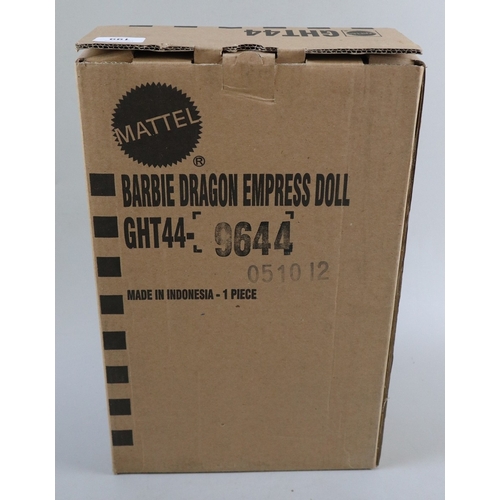 GHT44
MATTEL
®
BARBIE DRAGON EMPRESS DOLL
GHT44-[ 9644 ]
051012
MADE IN INDONESIA - 1 PIECE